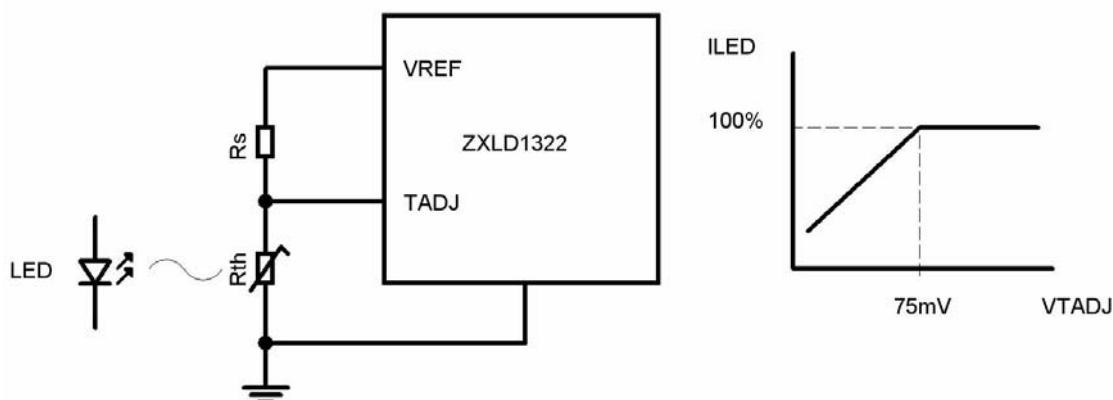 VREF
ILED
100%
Rs
ZXLD1322
TADJ
LED
Rth
75mV
VTADJ